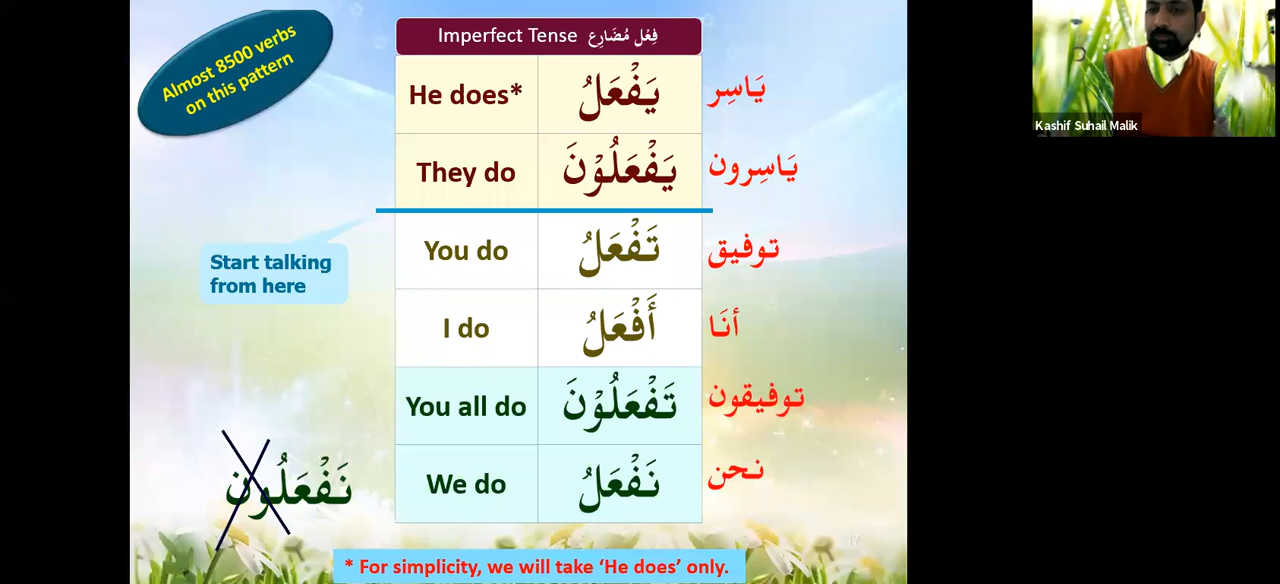 Almost 8500 verbs
on this pattern
Imperfect Tense فِعْل مُضَارِع
He does* يَفْعَلُ يَاسِر
They do يَفْعَلُوْنَ يَاسِرون
You do تَفْعَلُ توفيق
Start talking
from here
I do أَفْعَلُ أنَا
You all do تَفْعَلُوْنَ توفيقون
We do نَفْعَلُ نحن
نَفْعَلُون
* For simplicity, we will take ‘He does’ only.
17
Kashif Suhail Malik